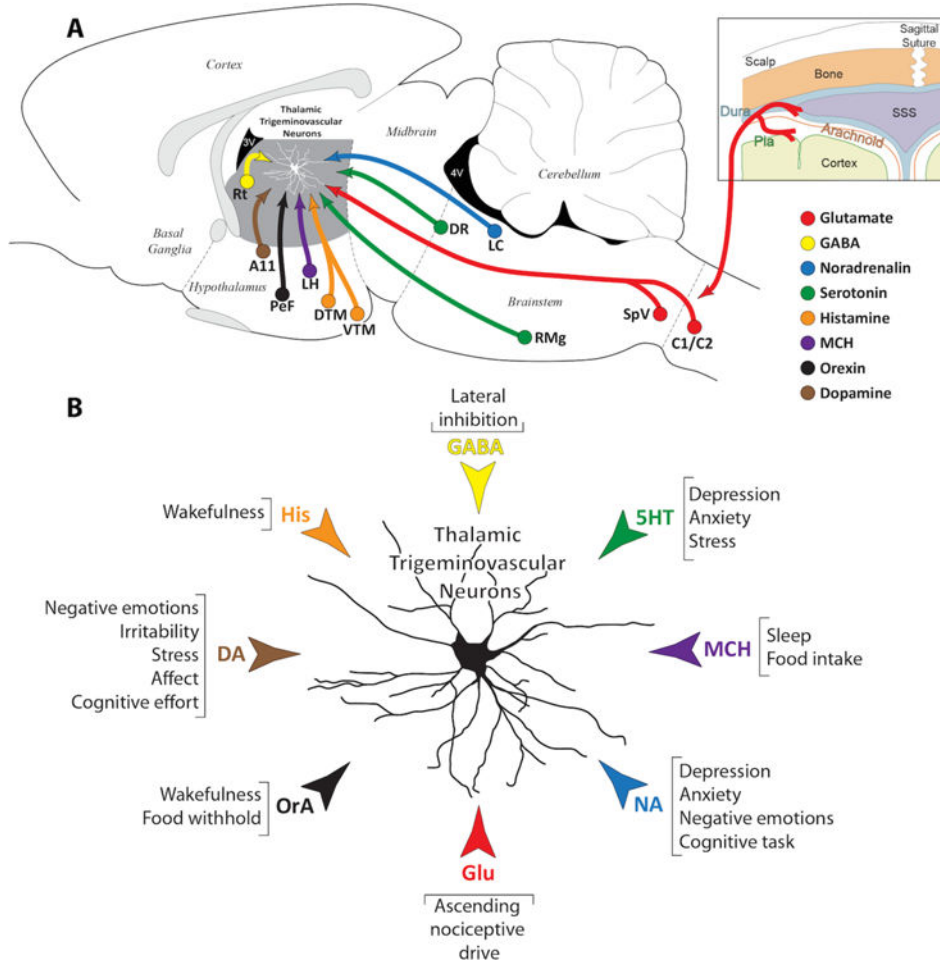 A
Cortex
Thalamic
Trigeminovascular
Neurons
Midbrain
3V
Rt
4V
Cerebellum
Basal
Ganglia
A11
Hypothalamus
PeF
LH
DTM
VTM
DR
LC
Brainstem
RMg
SpV
C1/C2
Sagittal
Suture
Scalp
Bone
Dura
SSS
Arachnoid
Pia
Cortex
Glutamate
GABA
Noradrenalin
Serotonin
Histamine
MCH
Orexin
Dopamine
B
Lateral
inhibition
GABA
Wakefulness
His
5HT
Depression
Anxiety
Stress
Thalamic
Trigeminovascular
Neurons
Negative emotions
Irritability
Stress
Affect
Cognitive effort
DA
MCH
Sleep
Food intake
Wakefulness
Food withhold
OrA
NA
Depression
Anxiety
Negative emotions
Cognitive task
Glu
Ascending
nociceptive
drive